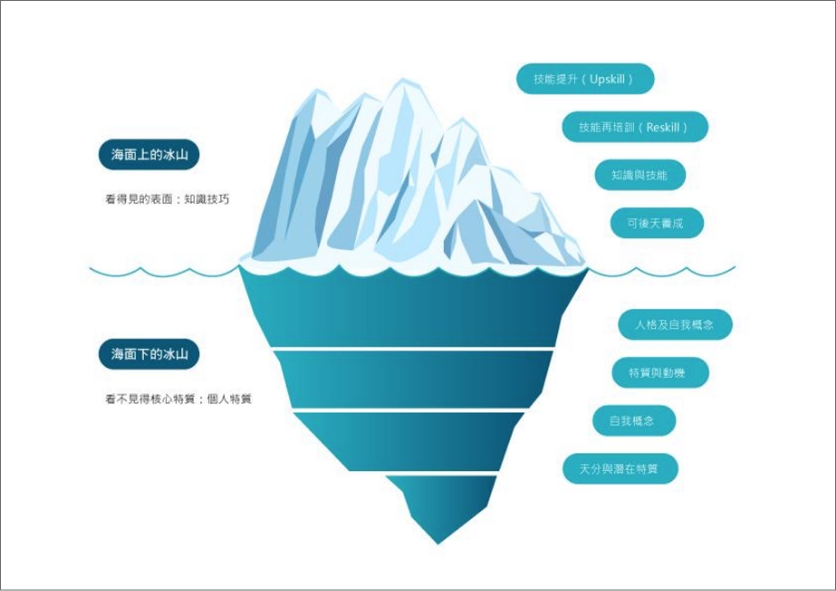 技能提升（Upskill）
技能再培訓（Reskill）
海面上的冰山
知識與技能
看得見的表面：知識技巧
可後天養成
人格及自我概念
海面下的冰山
特質與動機
看不見得核心特質：個人特質
自我概念
天分與潛在特質